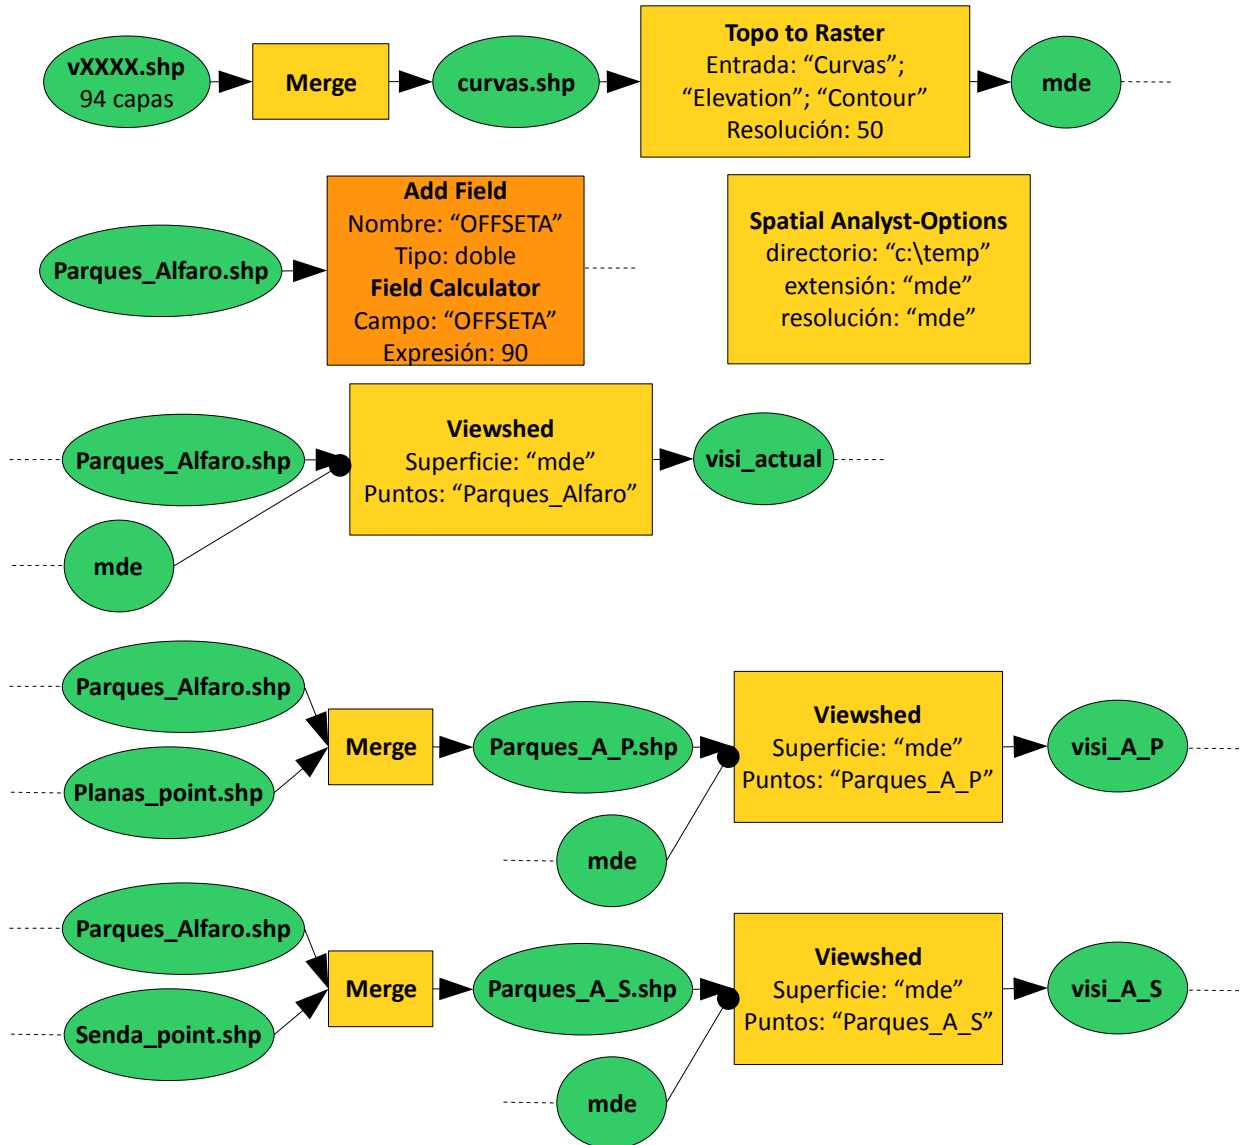 vXXXX.shp
94 capas
Merge
curvas.shp
Topo to Raster
Entrada: “Curvas”;
“Elevation”; “Contour”
Resolución: 50
mde
Parques_Alfaro.shp
Add Field
Nombre: “OFFSETA”
Tipo: doble
Field Calculator
Campo: “OFFSETA”
Expresión: 90
Spatial Analyst-Options
directorio: “c:\temp”
extensión: “mde”
resolución: “mde”
Parques_Alfaro.shp
mde
Viewshed
Superficie: “mde”
Puntos: “Parques_Alfaro”
visi_actual
Parques_Alfaro.shp
Planas_point.shp
Merge
Parques_A_P.shp
mde
Viewshed
Superficie: “mde”
Puntos: “Parques_A_P”
visi_A_P
Parques_Alfaro.shp
Senda_point.shp
Merge
Parques_A_S.shp
mde
Viewshed
Superficie: “mde”
Puntos: “Parques_A_S”
visi_A_S